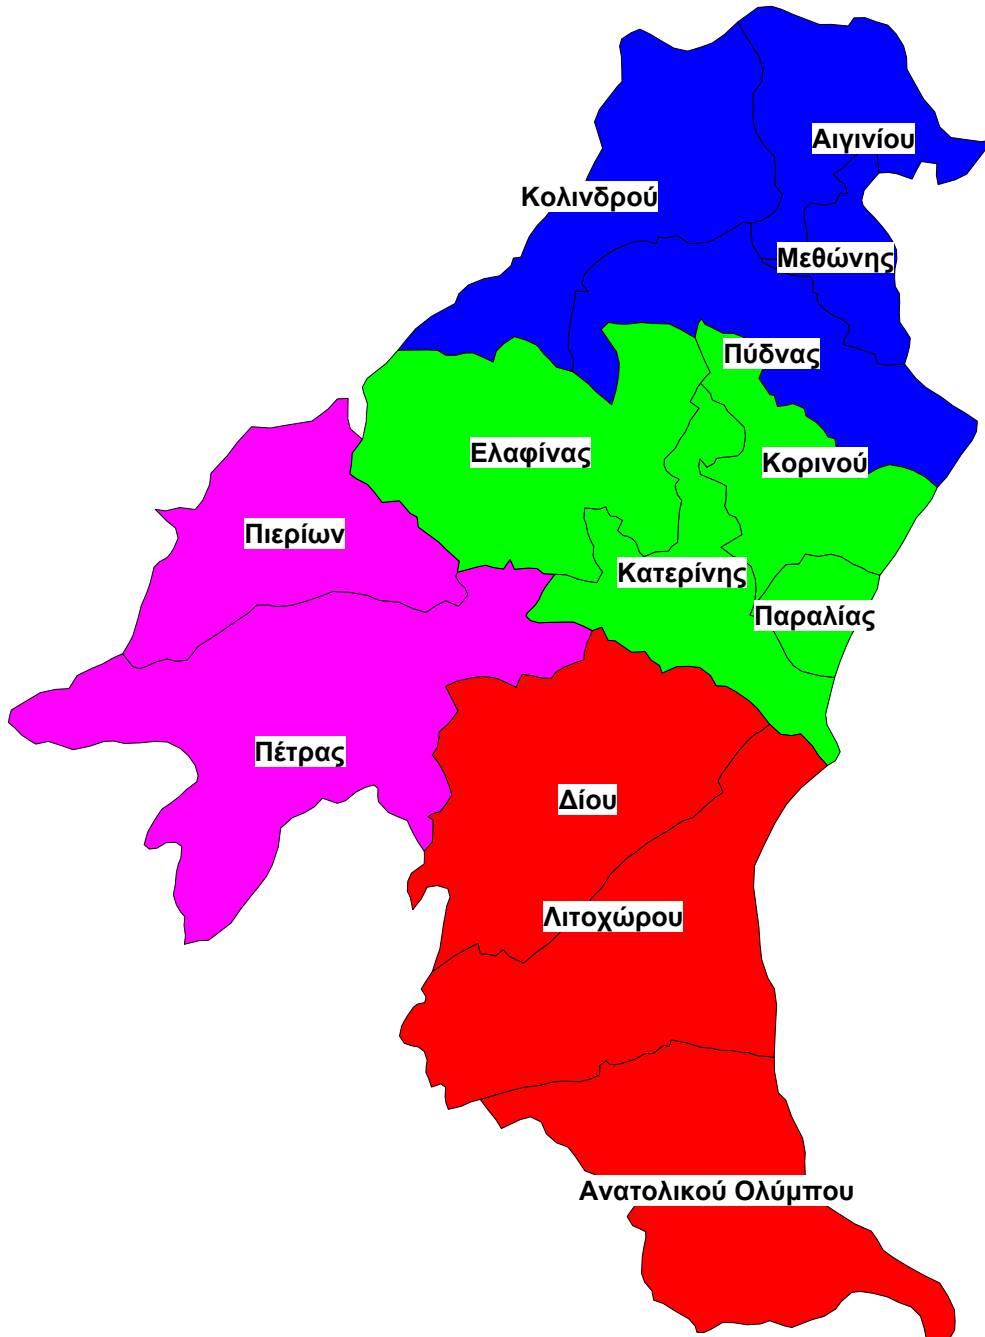 Αιγινίου
Κολινδρού
Μεθώνης
Πύδνας
Ελαφίνας
Κορινού
Πιερίων
Κατερίνης
Παραλίας
Πέτρας
Δίου
Λιτοχώρου
Ανατολικού Ολύμπου